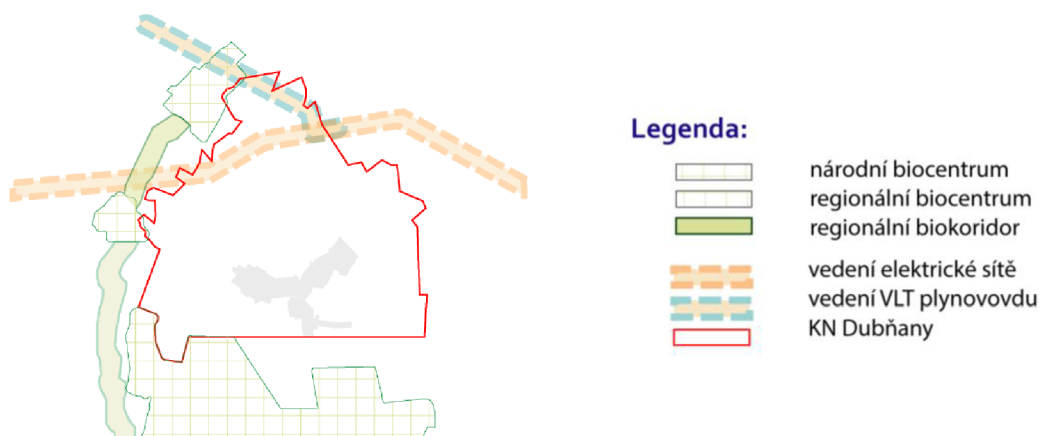 Legenda:
národní biocentrum
regionální biocentrum
regionální biokoridor
vedení elektrické sítě
vedení VLT plynovovdu
KN Dubňany